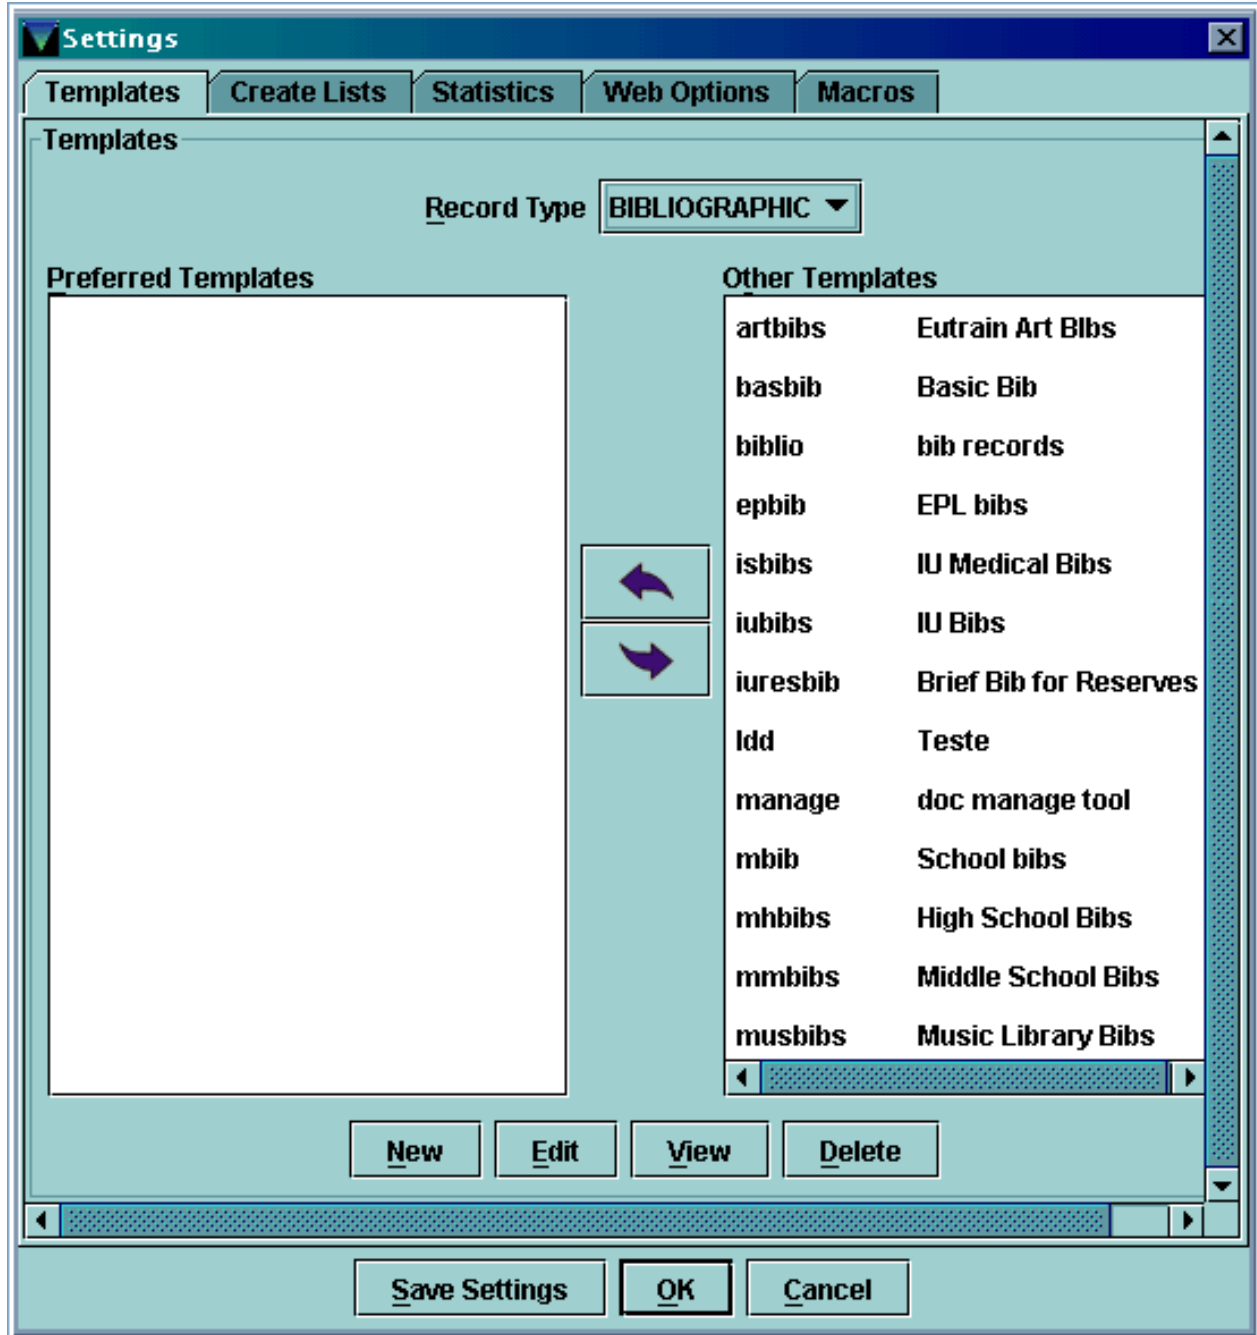 Settings
Templates Create Lists Statistics Web Options Macros
Templates
Record Type BIBLIOGRAPHIC
Preferred Templates Other Templates
artbibs Eutrain Art BIbs
basbib Basic Bib
biblio bib records
epbib EPL bibs
isbibs IU Medical Bibs
iubibs IU Bibs
iuresbib Brief Bib for Reserves
ldd Teste
manage doc manage tool
mbib School bibs
mhbibs High School Bibs
mmbibs Middle School Bibs
musbibs Music Library Bibs
New Edit View Delete
Save Settings OK Cancel